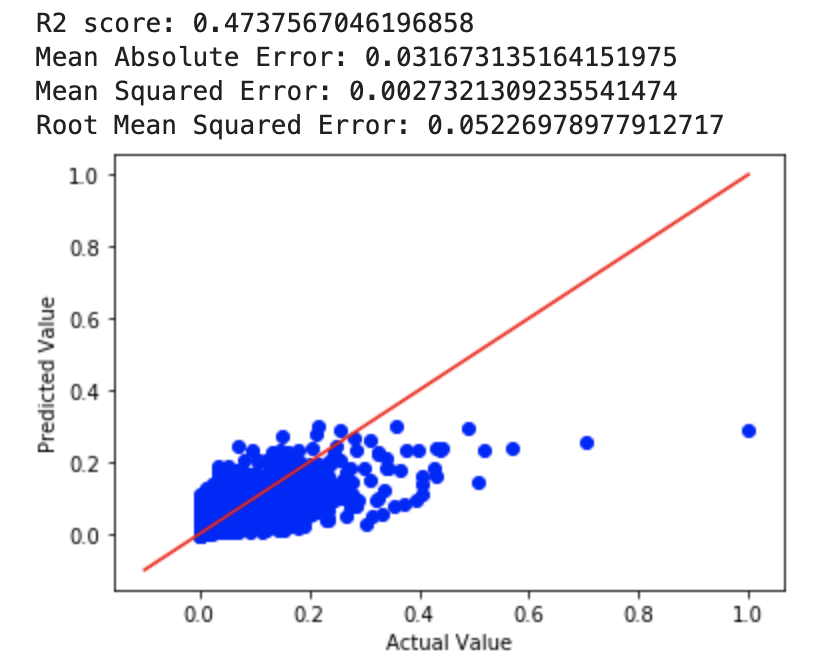 R2 score: 0.4737567046196858
Mean Absolute Error: 0.031673135164151975
Mean Squared Error: 0.0027321309235541474
Root Mean Squared Error: 0.05226978977912717
1.0
0.8
0.6
0.4
0.2
0.0
Predicted Value
0.0 0.2 0.4 0.6 0.8 1.0
Actual Value